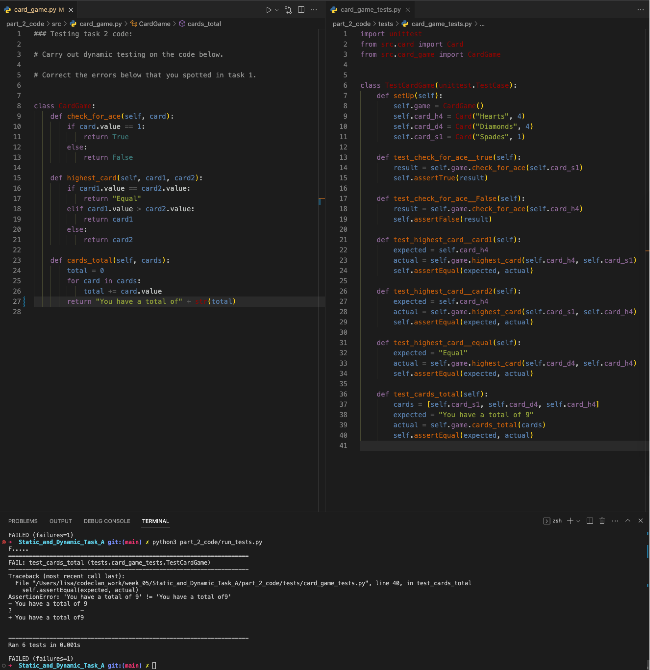 card_game.py M ×
part_2_code > src > card_game.py > CardGame > cards_total
1 ### Testing task 2 code:
2
3 # Carry out dynamic testing on the code below.
4
5 # Correct the errors below that you spotted in task 1.
6
7
8 class CardGame:
9 def check_for_ace(self, card):
10 if card.value == 1:
11 return True
12 else:
13 return False
14
15 def highest_card(self, card1, card2):
16 if card1.value == card2.value:
17 return "Equal"
18 elif card1.value > card2.value:
19 return card1
20 else:
21 return card2
22
23 def cards_total(self, cards):
24 total = 0
25 for card in cards:
26 total += card.value
27 return "You have a total of" + str(total)
28
card_game_tests.py ×
part_2_code > tests > card_game_tests.py > ...
1 import unittest
2 from src.card import Card
3 from src.card_game import CardGame
4
5
6 class TestCardGame(unittest.TestCase):
7 def setUp(self):
8 self.game = CardGame()
9 self.card_h4 = Card("Hearts", 4)
10 self.card_d4 = Card("Diamonds", 4)
11 self.card_s1 = Card("Spades", 1)
12
13 def test_check_for_ace__true(self):
14 result = self.game.check_for_ace(self.card_s1)
15 self.assertTrue(result)
16
17 def test_check_for_ace__False(self):
18 result = self.game.check_for_ace(self.card_h4)
19 self.assertFalse(result)
20
21 def test_highest_card__card1(self):
22 expected = self.card_h4
23 actual = self.game.highest_card(self.card_h4, self.card_s1)
24 self.assertEqual(expected, actual)
25
26 def test_highest_card__card2(self):
27 expected = self.card_h4
28 actual = self.game.highest_card(self.card_s1, self.card_h4)
29 self.assertEqual(expected, actual)
30
31 def test_highest_card__equal(self):
32 expected = "Equal"
33 actual = self.game.highest_card(self.card_d4, self.card_h4)
34 self.assertEqual(expected, actual)
35
36 def test_cards_total(self):
37 cards = [self.card_s1, self.card_d4, self.card_h4]
38 expected = "You have a total of 9"
39 actual = self.game.cards_total(cards)
40 self.assertEqual(expected, actual)
41
PROBLEMS OUTPUT DEBUG CONSOLE TERMINAL zsh
FAILED (failures=1)
Static_and_Dynamic_Task_A git:(main) ✗ python3 part_2_code/run_tests.py
F.....
======================================================================
FAIL: test_cards_total (tests.card_game_tests.TestCardGame)
----------------------------------------------------------------------
Traceback (most recent call last):
File "/Users/lisa/codeclan_work/week_05/Static_and_Dynamic_Task_A/part_2_code/tests/card_game_tests.py", line 40, in test_cards_total
self.assertEqual(expected, actual)
AssertionError: 'You have a total of 9' != 'You have a total of9'
- You have a total of 9
? -
+ You have a total of9
----------------------------------------------------------------------
Ran 6 tests in 0.001s
FAILED (failures=1)
Static_and_Dynamic_Task_A git:(main) ✗